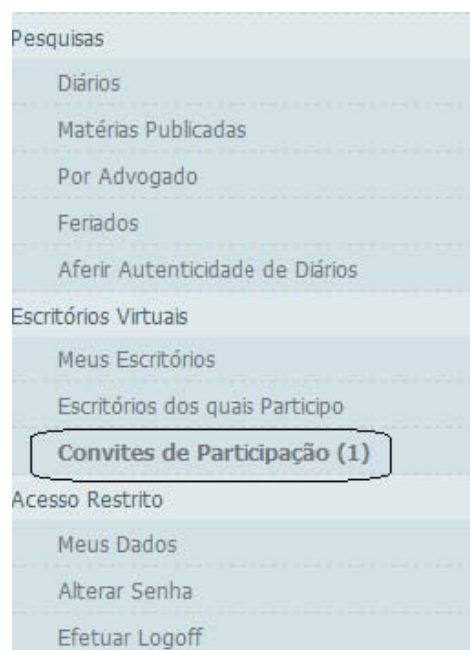 Pesquisas
Diários
Matérias Publicadas
Por Advogado
Feriados
Aferir Autenticidade de Diários
Escritórios Virtuais
Meus Escritórios
Escritórios dos quais Participo
Convites de Participação (1)
Acesso Restrito
Meus Dados
Alterar Senha
Efetuar Logoff